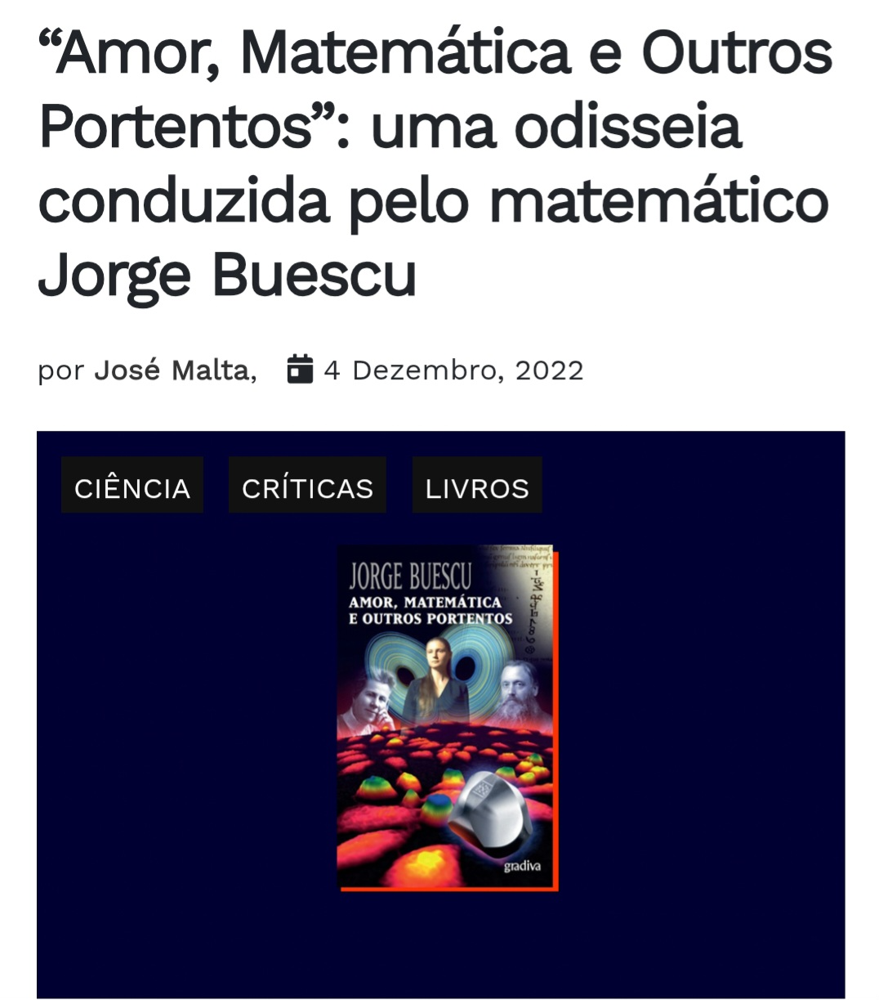 “Amor, Matemática e Outros
Portentos”: uma odisseia
conduzida pelo matemático
Jorge Buescu
por José Malta, 4 Dezembro, 2022
CIÊNCIA CRÍTICAS LIVROS
JORGE BUESCU
AMOR, MATEMÁTICA
E OUTROS PORTENTOS
gradiva